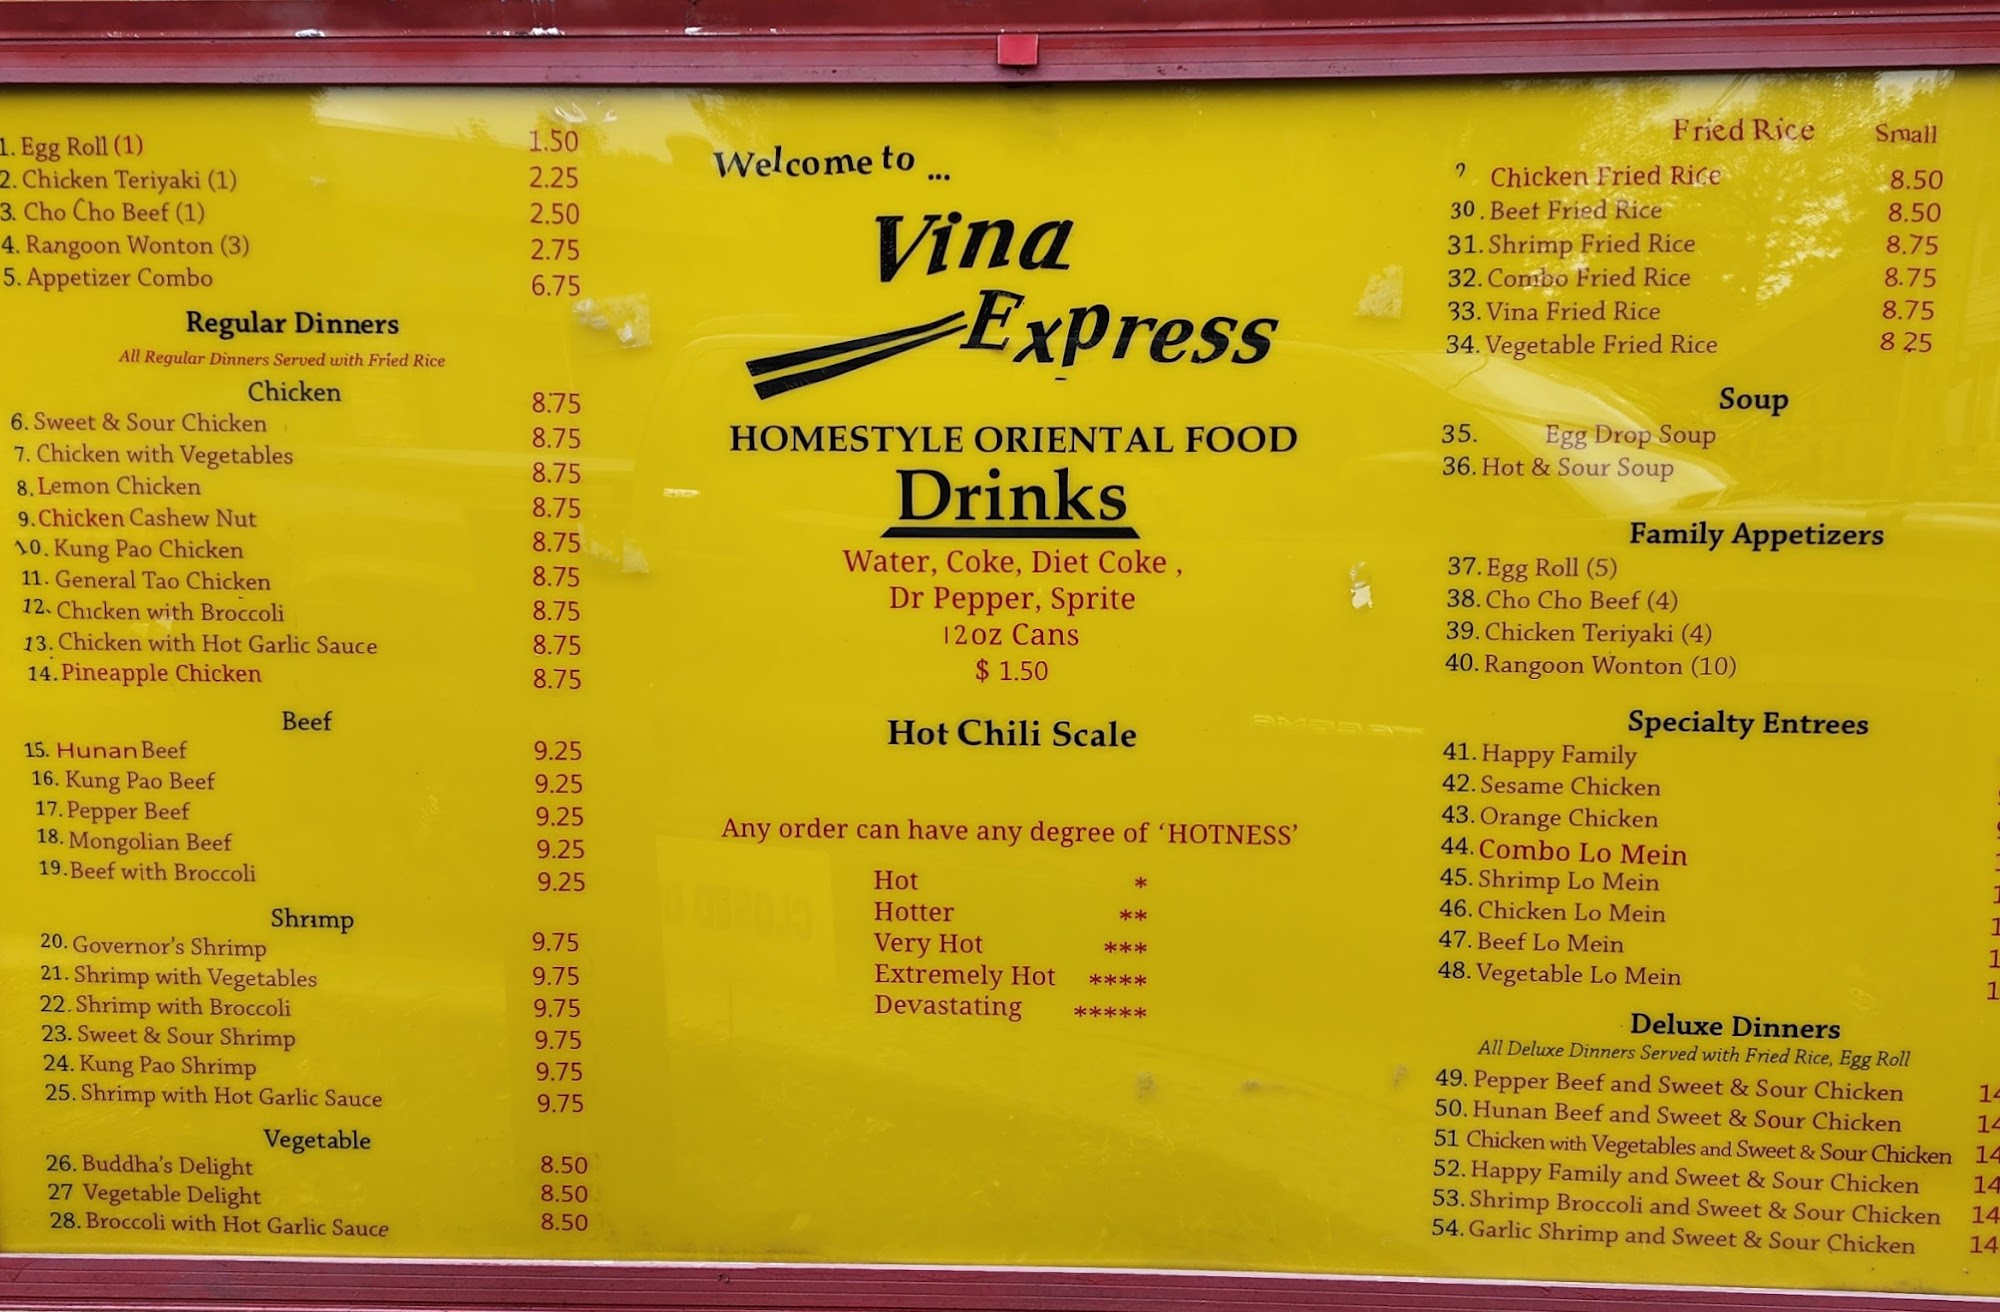 1. Egg Roll (1) 1.50
2. Chicken Teriyaki (1) 2.25
3. Cho Cho Beef (1) 2.50
4. Rangoon Wonton (3) 2.75
5. Appetizer Combo 6.75
Regular Dinners
All Regular Dinners Served with Fried Rice
Chicken
6. Sweet & Sour Chicken 8.75
7. Chicken with Vegetables 8.75
8. Lemon Chicken 8.75
9. Chicken Cashew Nut 8.75
10. Kung Pao Chicken 8.75
11. General Tao Chicken 8.75
12. Chicken with Broccoli 8.75
13. Chicken with Hot Garlic Sauce 8.75
14. Pineapple Chicken 8.75
Beef
15. Hunan Beef 9.25
16. Kung Pao Beef 9.25
17. Pepper Beef 9.25
18. Mongolian Beef 9.25
19. Beef with Broccoli 9.25
Shrimp
20. Governor's Shrimp 9.75
21. Shrimp with Vegetables 9.75
22. Shrimp with Broccoli 9.75
23. Sweet & Sour Shrimp 9.75
24. Kung Pao Shrimp 9.75
25. Shrimp with Hot Garlic Sauce 9.75
Vegetable
26. Buddha's Delight 8.50
27 Vegetable Delight 8.50
28. Broccoli with Hot Garlic Sauce 8.50
Welcome to ...
Vina
Express
HOMESTYLE ORIENTAL FOOD
Drinks
Water, Coke, Diet Coke ,
Dr Pepper, Sprite
12oz Cans
$ 1.50
Hot Chili Scale
Any order can have any degree of ‘HOTNESS’
Hot *
Hotter **
Very Hot ***
Extremely Hot ****
Devastating *****
CLOSED
Fried Rice Small
Chicken Fried Rice 8.50
30. Beef Fried Rice 8.50
31. Shrimp Fried Rice 8.75
32. Combo Fried Rice 8.75
33. Vina Fried Rice 8.75
34. Vegetable Fried Rice 8 25
Soup
35. Egg Drop Soup
36. Hot & Sour Soup
Family Appetizers
37. Egg Roll (5)
38. Cho Cho Beef (4)
39. Chicken Teriyaki (4)
40. Rangoon Wonton (10)
Specialty Entrees
41. Happy Family
42. Sesame Chicken
43. Orange Chicken
44. Combo Lo Mein
45. Shrimp Lo Mein
46. Chicken Lo Mein
47. Beef Lo Mein
48. Vegetable Lo Mein
Deluxe Dinners
All Deluxe Dinners Served with Fried Rice, Egg Roll
49. Pepper Beef and Sweet & Sour Chicken 14
50. Hunan Beef and Sweet & Sour Chicken 14
51 Chicken with Vegetables and Sweet & Sour Chicken 14
52. Happy Family and Sweet & Sour Chicken 14
53. Shrimp Broccoli and Sweet & Sour Chicken 14
54. Garlic Shrimp and Sweet & Sour Chicken 14